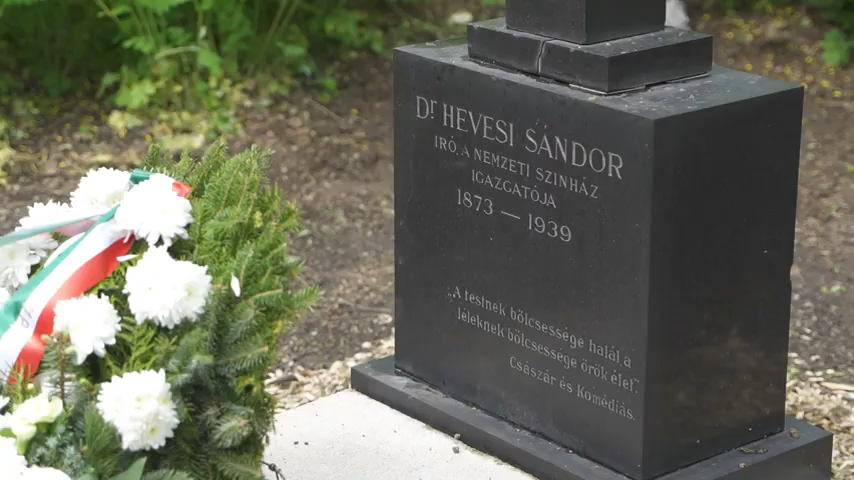 Dr HEVESI SÁNDOR
IRÓ, A NEMZETI SZINHÁZ
IGAZGATÓJA
1873 — 1939
„A testnek bölcsessége halál, a
léleknek bölcsessége örök élet".
Császár és Komédiás.